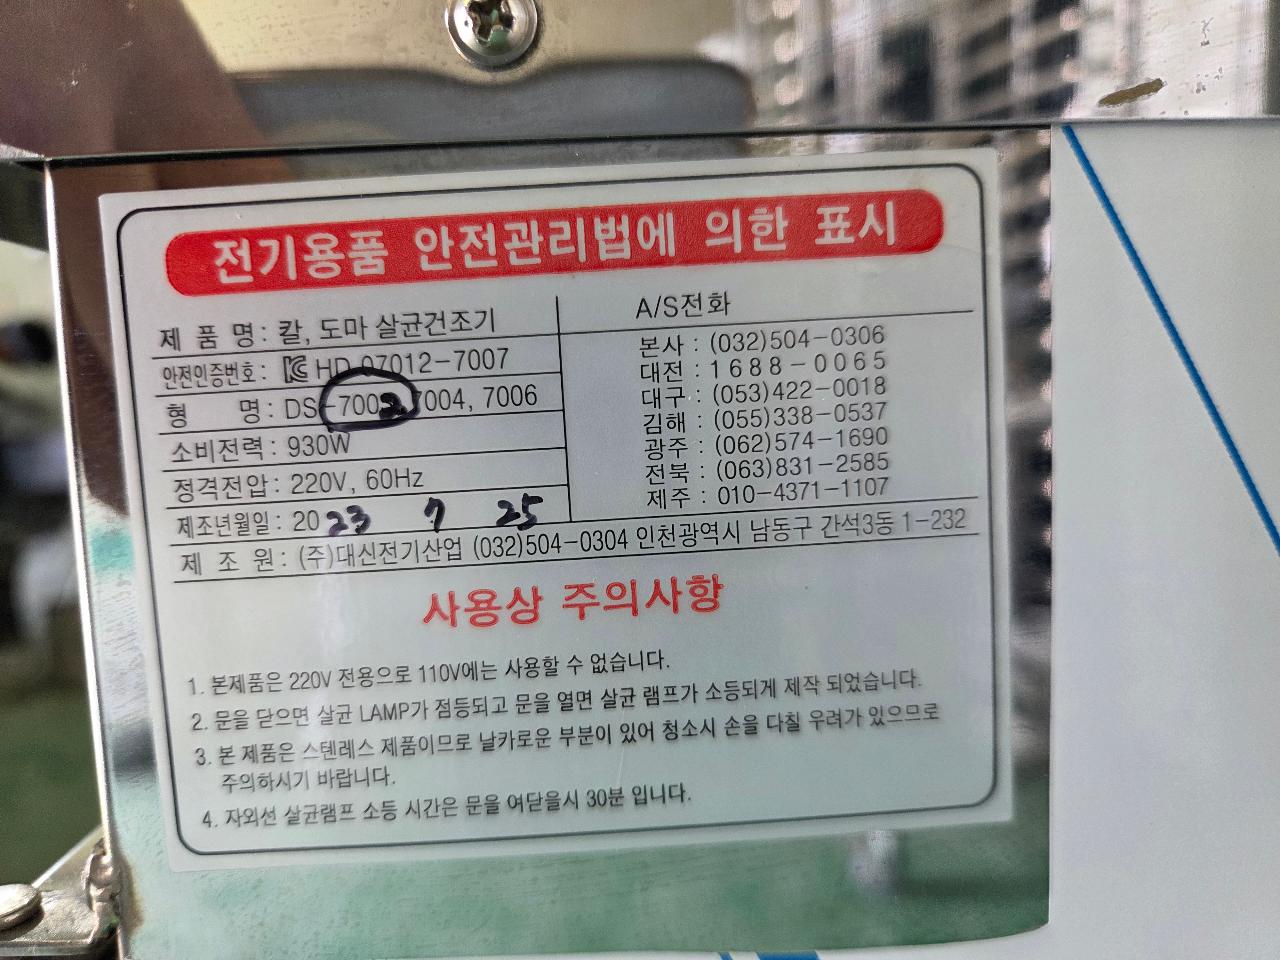 전기용품 안전관리법에 의한 표시
제 품 명 : 칼, 도마 살균건조기
안전인증번호 : HD 07012-7007
형 명 : DS-7002, 7004, 7006
소비전력 : 930W
정격전압 : 220V, 60Hz
제조년월일 : 2023 7 25
A/S전화
본사 : (032)504-0306
대전 : 1688-0065
대구 : (053)422-0018
김해 : (055)338-0537
광주 : (062)574-1690
전북 : (063)831-2585
제주 : 010-4371-1107
제 조 원 : (주)대신전기산업 (032)504-0304 인천광역시 남동구 간석3동 1-232
사용상 주의사항
1. 본제품은 220V 전용으로 110V에는 사용할 수 없습니다.
2. 문을 닫으면 살균 LAMP가 점등되고 문을 열면 살균 램프가 소등되게 제작 되었습니다.
3. 본 제품은 스텐레스 제품이므로 날카로운 부분이 있어 청소시 손을 다칠 우려가 있으므로
주의하시기 바랍니다.
4. 자외선 살균램프 소등 시간은 문을 여닫을시 30분 입니다.